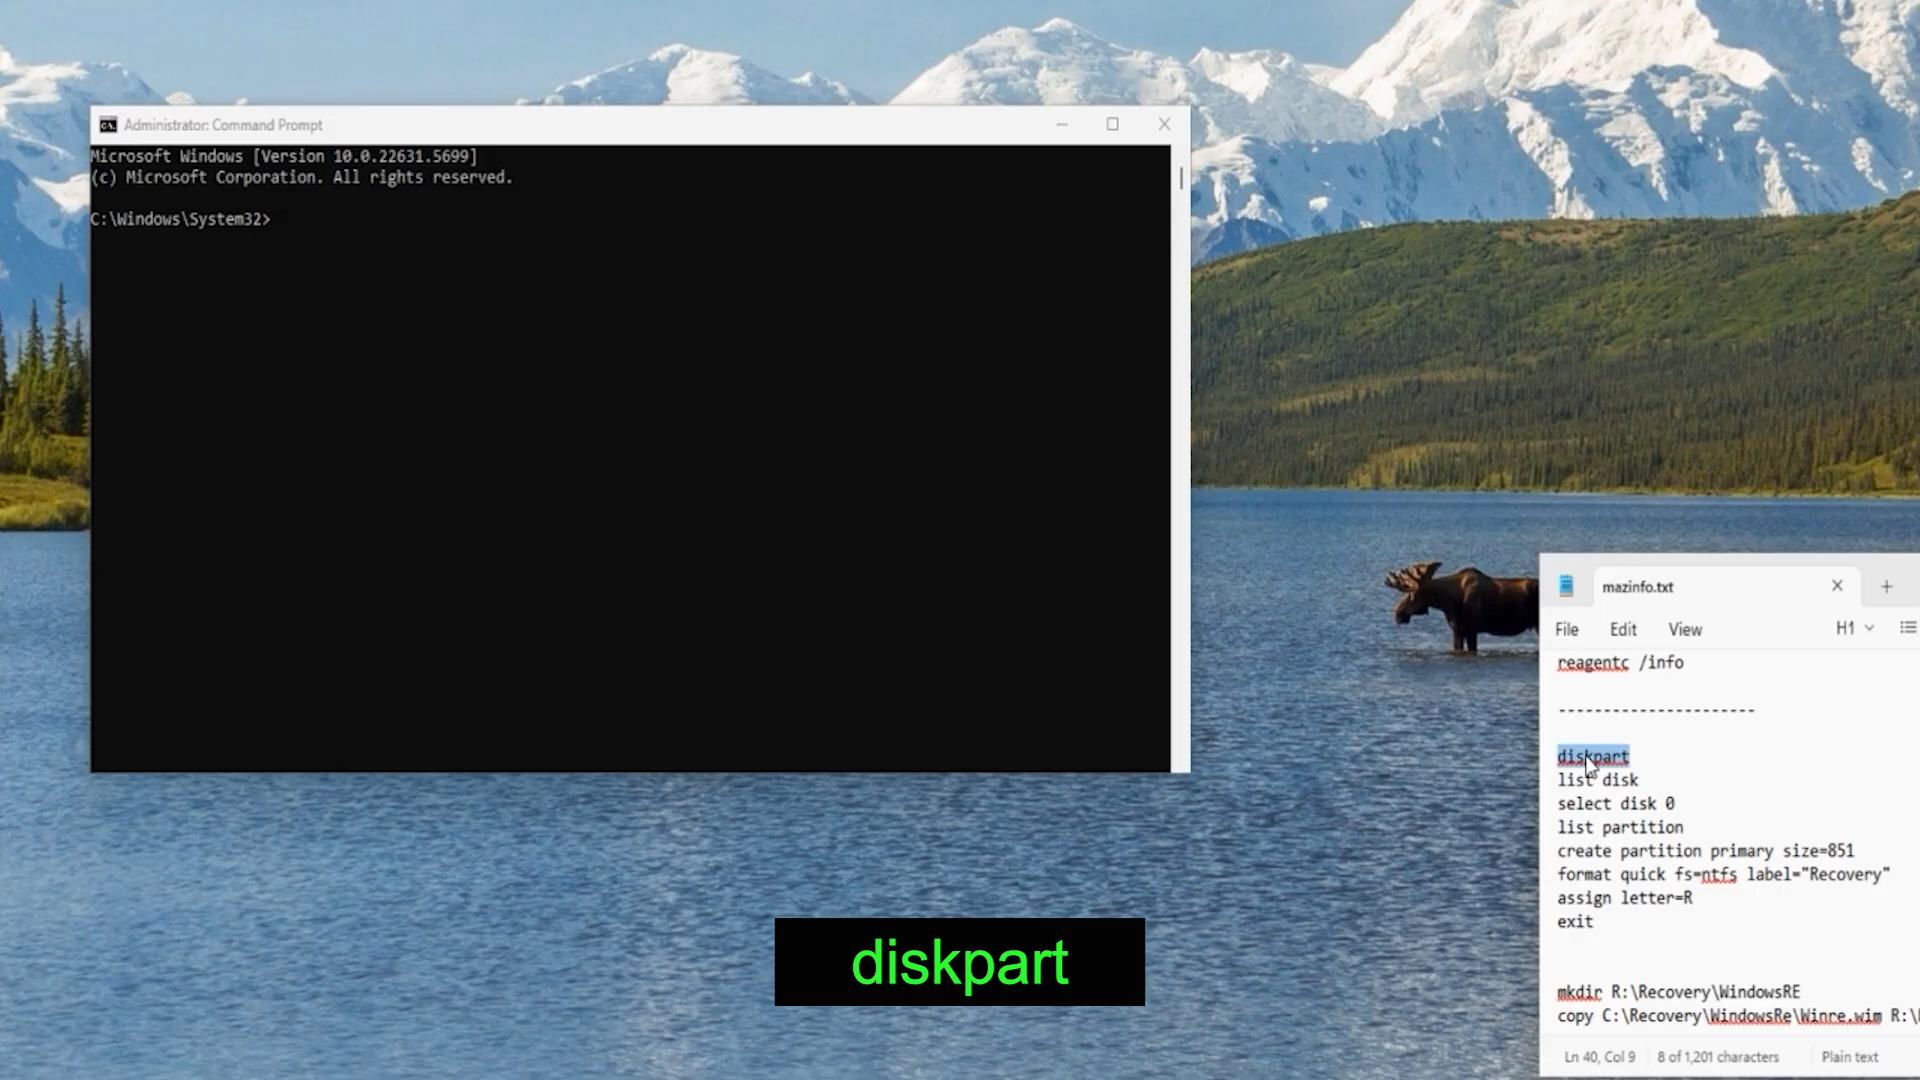 Administrator: Command Prompt
Microsoft Windows [Version 10.0.22631.5699]
(c) Microsoft Corporation. All rights reserved.
C:\Windows\System32>
mazinfo.txt
File Edit View H1
reagentc /info
----------------------
diskpart
list disk
select disk 0
list partition
create partition primary size=851
format quick fs=ntfs label="Recovery"
assign letter=R
exit
mkdir R:\Recovery\WindowsRE
copy C:\Recovery\WindowsRe\Winre.wim R:\
Ln 40, Col 9 8 of 1,201 characters Plain text
diskpart